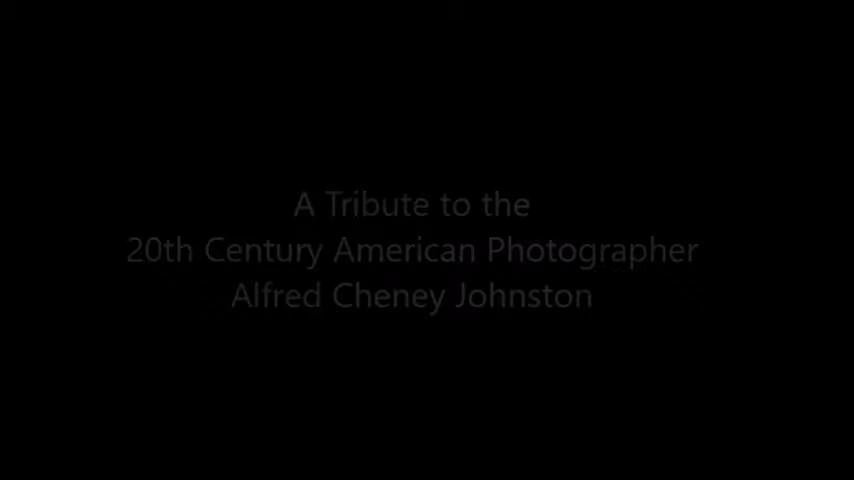 A Tribute to the
20th Century American Photographer
Alfred Cheney Johnston